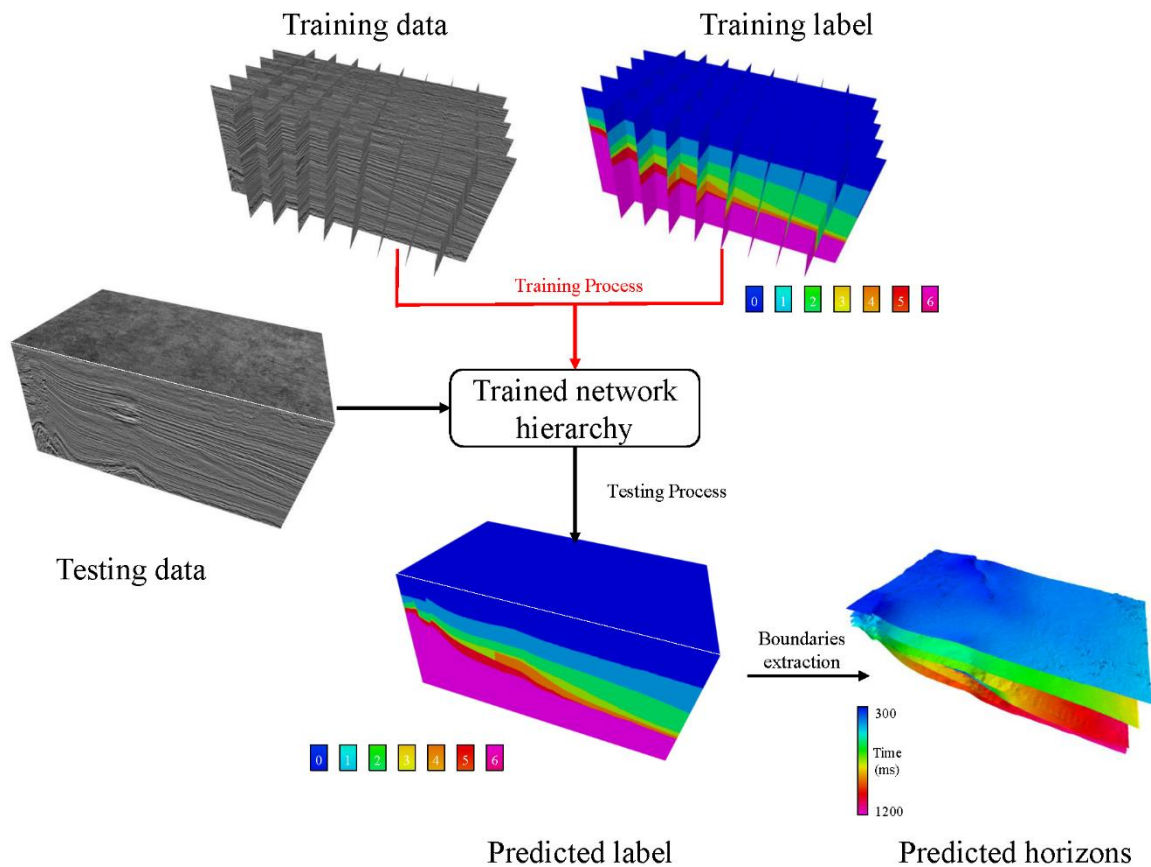 Training data
Training label
Training Process
0 1 2 3 4 5 6
Trained network
hierarchy
Testing Process
Testing data
Boundaries
extraction
300
Time
(ms)
1200
0 1 2 3 4 5 6
Predicted label
Predicted horizons